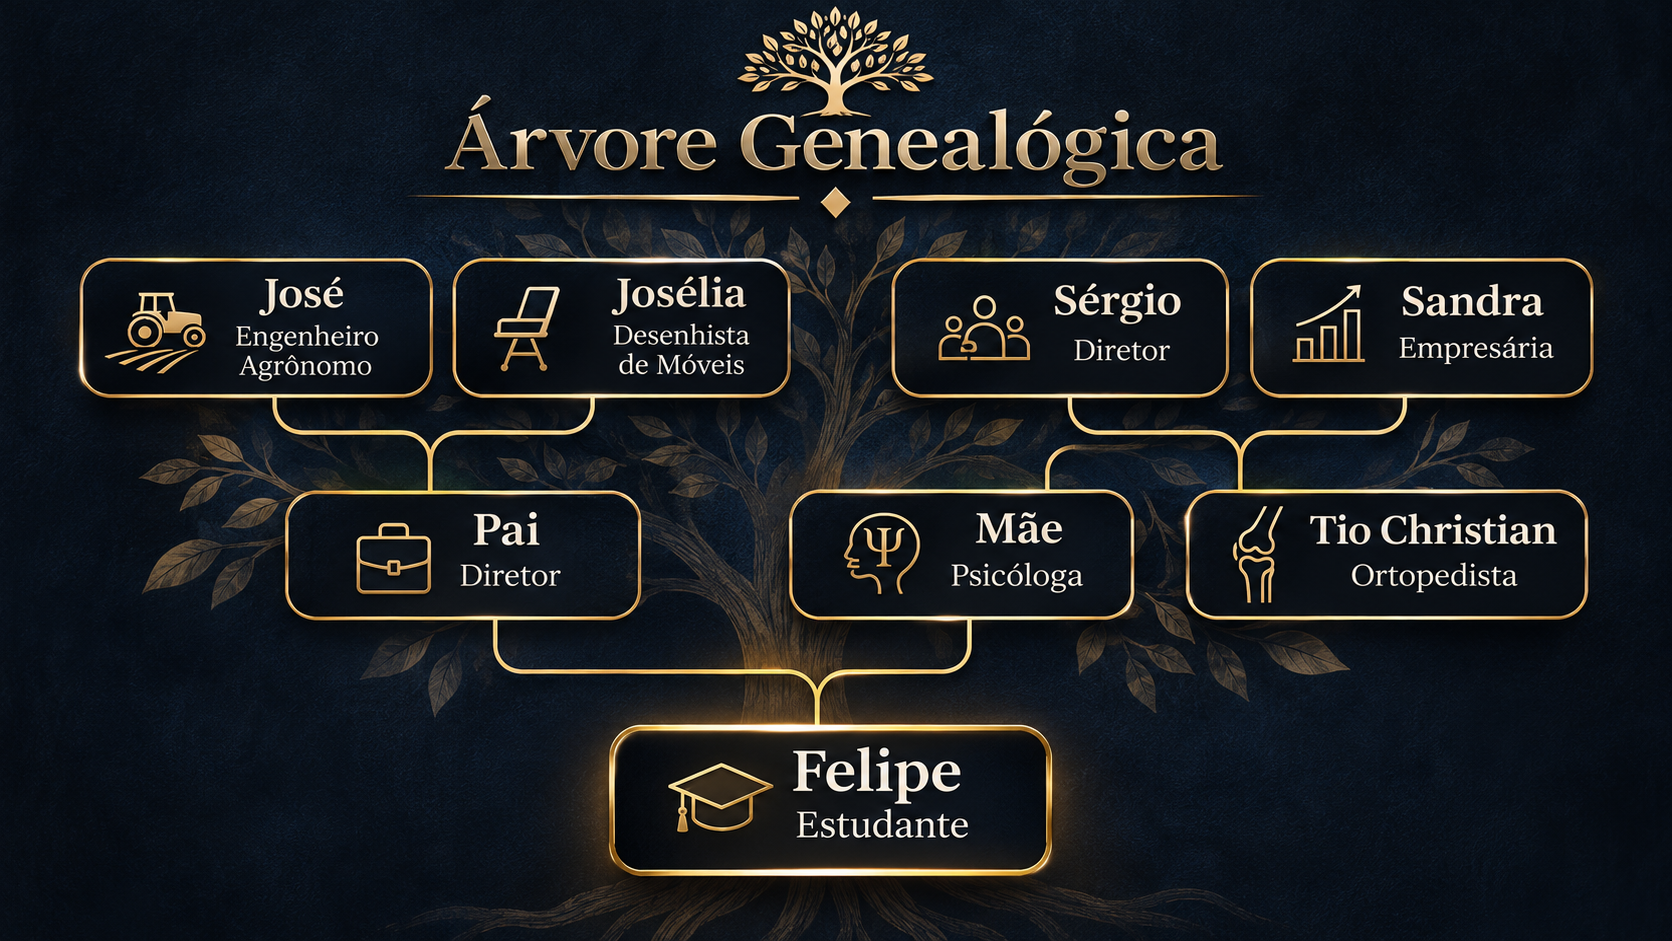 Árvore Genealógica
José
Engenheiro
Agrônomo
Josélia
Desenhista
de Móveis
Sérgio
Diretor
Sandra
Empresária
Pai
Diretor
Mãe
Psicóloga
Tio Christian
Ortopedista
Felipe
Estudante